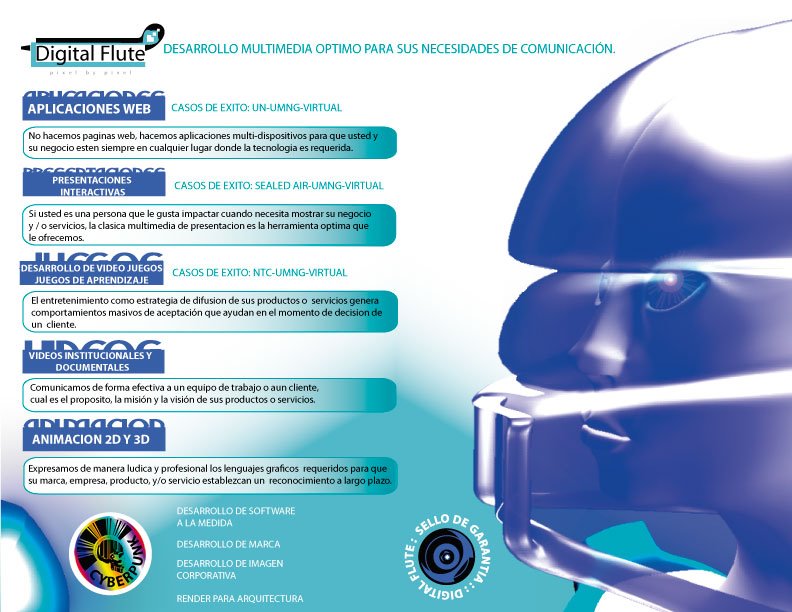 Digital Flute
pixel by pixel
DESARROLLO MULTIMEDIA OPTIMO PARA SUS NECESIDADES DE COMUNICACIÓN.
APLICACIONES
APLICACIONES WEB
CASOS DE EXITO: UN-UMNG-VIRTUAL
No hacemos paginas web, hacemos aplicaciones multi-dispositivos para que usted y
su negocio esten siempre en cualquier lugar donde la tecnologia es requerida.
PRESENTACIONES
PRESENTACIONES
INTERACTIVAS
CASOS DE EXITO: SEALED AIR-UMNG-VIRTUAL
Si usted es una persona que le gusta impactar cuando necesita mostrar su negocio
y / o servicios, la clasica multimedia de presentacion es la herramienta optima que
le ofrecemos.
JUEGOS
DESARROLLO DE VIDEO JUEGOS
JUEGOS DE APRENDIZAJE
CASOS DE EXITO: NTC-UMNG-VIRTUAL
El entretenimiento como estrategia de difusion de sus productos o servicios genera
comportamientos masivos de aceptación que ayudan en el momento de decision de
un cliente.
VIDEOS INSTITUCIONALES Y
DOCUMENTALES
Comunicamos de forma efectiva a un equipo de trabajo o aun cliente,
cual es el proposito, la misión y la visión de sus productos o servicios.
ANIMACION
ANIMACION 2D Y 3D
Expresamos de manera ludica y profesional los lenguajes graficos requeridos para que
su marca, empresa, producto, y/o servicio establezcan un reconocimiento a largo plazo.
CYBERPUNK
DESARROLLO DE SOFTWARE
A LA MEDIDA
DESARROLLO DE MARCA
DESARROLLO DE IMAGEN
CORPORATIVA
RENDER PARA ARQUITECTURA
DIGITAL FLUTE : SELLO DE GARANTIA : :